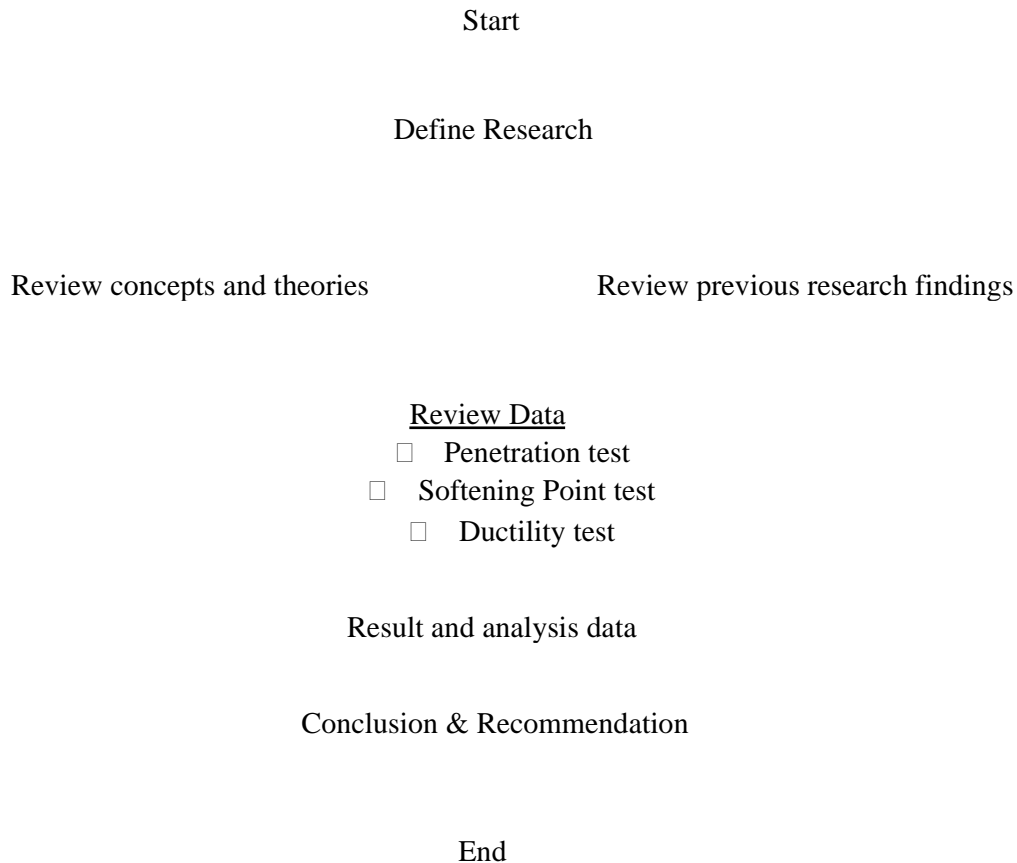 Start
Define Research
Review concepts and theories
Review previous research findings
Review Data
□ Penetration test
□ Softening Point test
□ Ductility test
Result and analysis data
Conclusion & Recommendation
End